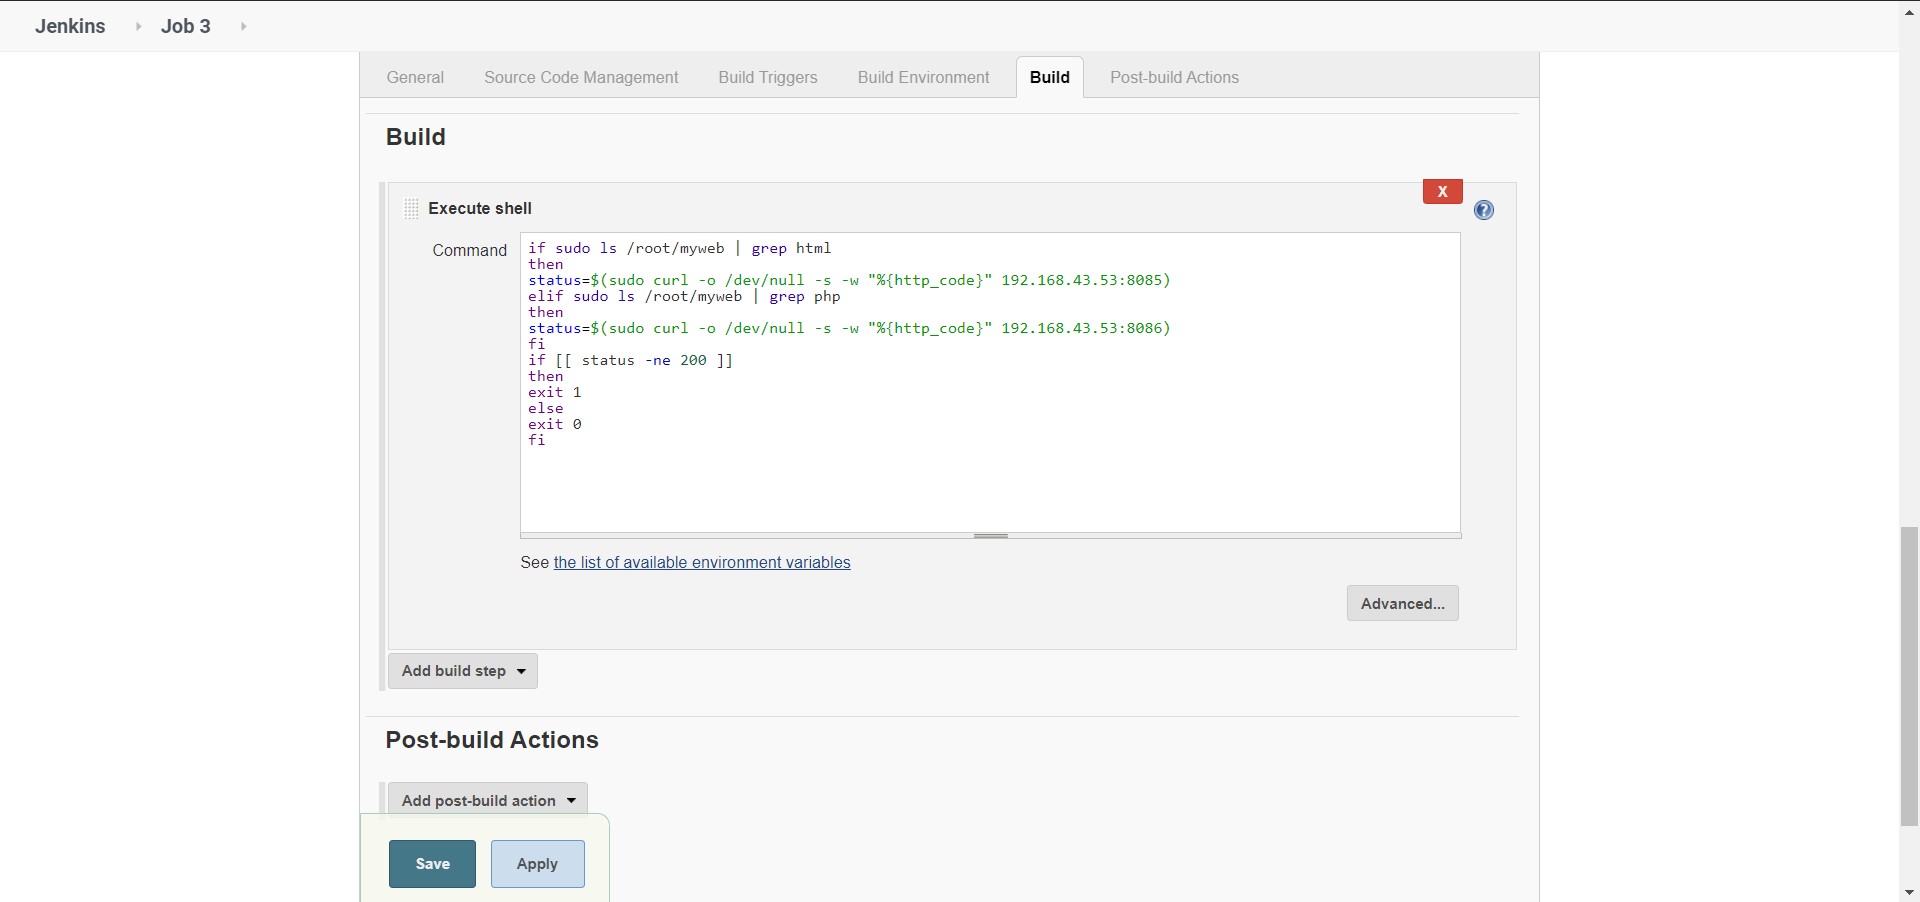 Jenkins Job 3
General Source Code Management Build Triggers Build Environment Build Post-build Actions
Build
X
Execute shell
?
Command
if sudo ls /root/myweb | grep html
then
status=$(sudo curl -o /dev/null -s -w "%{http_code}" 192.168.43.53:8085)
elif sudo ls /root/myweb | grep php
then
status=$(sudo curl -o /dev/null -s -w "%{http_code}" 192.168.43.53:8086)
fi
if [[ status -ne 200 ]]
then
exit 1
else
exit 0
fi
See the list of available environment variables
Advanced...
Add build step
Post-build Actions
Add post-build action
Save Apply